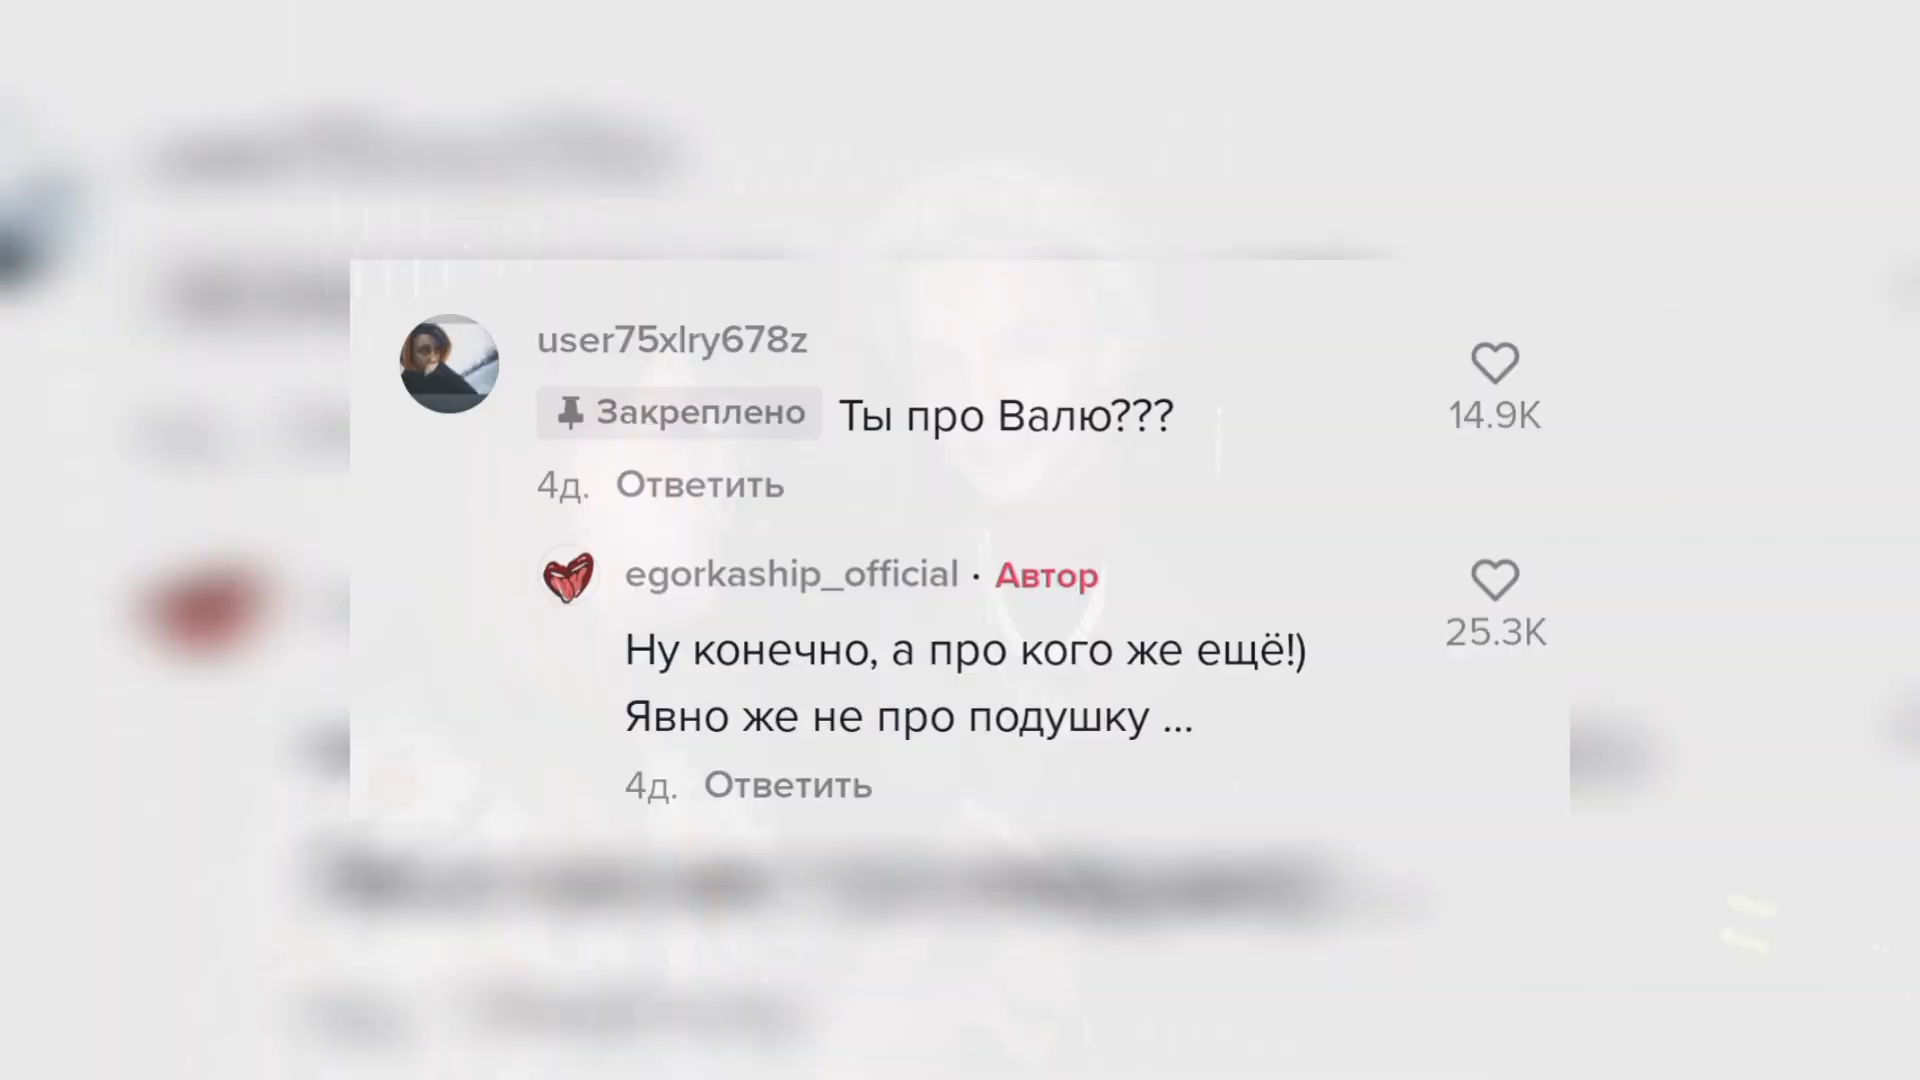 user75xlry678z
Закреплено Ты про Валю???
14.9K
4д. Ответить
egorkaship_official · Автор
Ну конечно, а про кого же ещё!)
25.3K
Явно же не про подушку ...
4д. Ответить